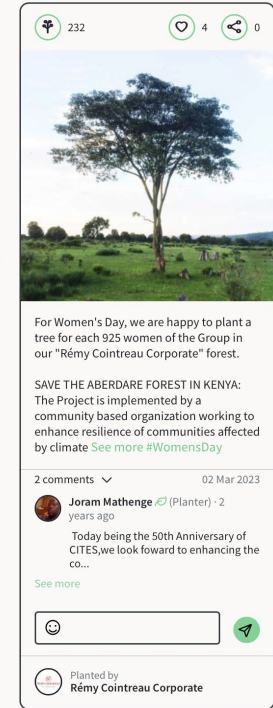 232 4 0
For Women's Day, we are happy to plant a
tree for each 925 women of the Group in
our "Rémy Cointreau Corporate" forest.
SAVE THE ABERDARE FOREST IN KENYA:
The Project is implemented by a
community based organization working to
enhance resilience of communities affected
by climate See more #WomensDay
2 comments 02 Mar 2023
Joram Mathenge (Planter) · 2
years ago
Today being the 50th Anniversary of
CITES,we look foward to enhancing the
co...
See more
Planted by
Rémy Cointreau Corporate